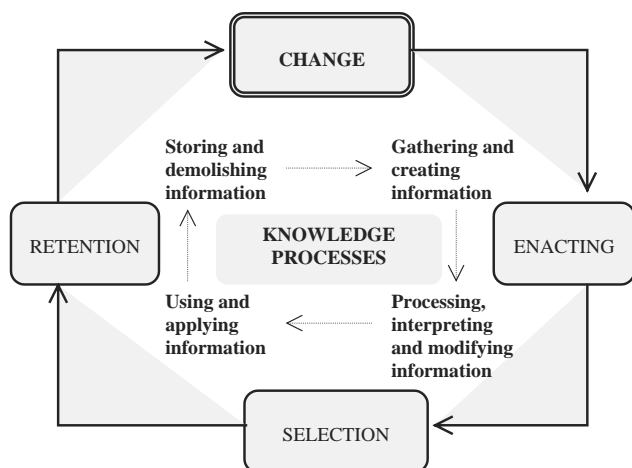 CHANGE
Storing and
demolishing
information
Gathering and
creating
information
RETENTION
KNOWLEDGE
PROCESSES
ENACTING
Using and
applying
information
Processing,
interpreting
and modifying
information
SELECTION